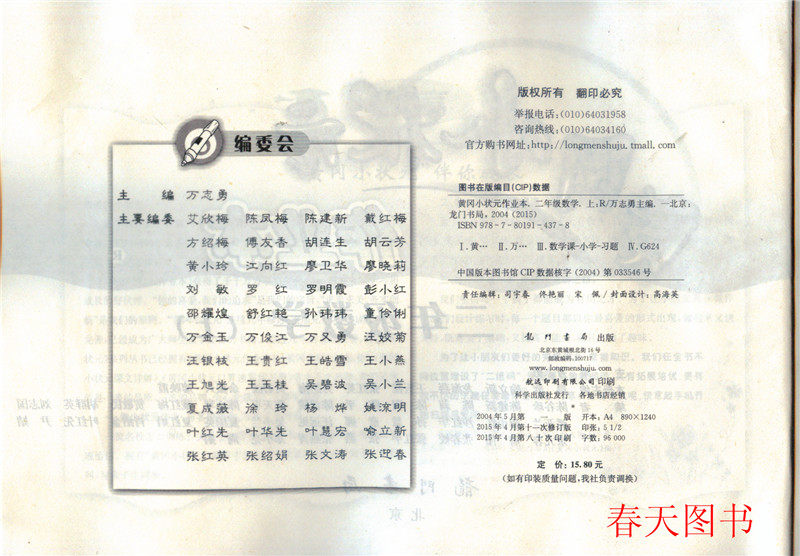 编委会
主 编 万志勇
主要编委 艾欣梅 陈凤梅 陈建新 戴红梅
方绍梅 傅友香 胡连生 胡云芳
黄小玲 江向红 廖卫华 廖晓莉
刘敏 罗红 罗明霞 彭小红
邵耀煌 舒红艳 孙玮玮 童伶俐
万金玉 万俊江 万又勇 汪姣菊
汪银枝 王贵红 王皓雪 王小燕
王旭光 王玉桂 吴碧波 吴小兰
夏成薇 徐玲 杨烨 姚凉明
叶红先 叶华先 叶慧宏 喻立新
张红英 张绍娟 张文涛 张迎春
版权所有 翻印必究
举报电话:(010)64031958
咨询热线:(010)64034160
官方购书网址:http://longmenshuju.tmall.com
图书在版编目(CIP)数据
黄冈小状元作业本.二年级数学.上:R/万志勇主编.—北京:
龙门书局,2004(2015)
ISBN 978-7-80191-437-8
Ⅰ.黄… Ⅱ.万… Ⅲ.数学课-小学-习题 Ⅳ.G624
中国版本图书馆CIP数据核字(2004)第033546号
责任编辑:司宇春 佟艳丽 宋佩/封面设计:高海英
龙门书局 出版
北京东黄城根北街16号
邮政编码:100717
www.longmenshuju.com
航远印刷有限公司印刷
科学出版社发行 各地书店经销
*
2004年5月第一版 开本:A4 890×1240
2015年4月第十一次修订版 印张:5 1/2
2015年4月第八十次印刷 字数:96 000
定 价:15.80元
(如有印装质量问题,我社负责调换)
春天图书